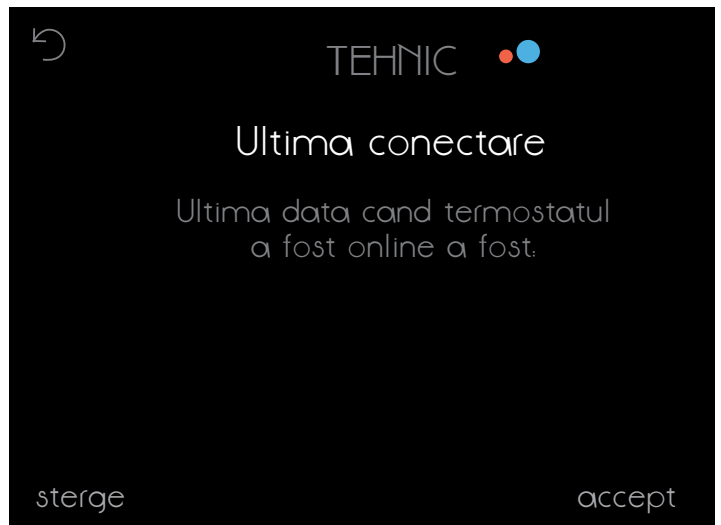 TEHNIC
Ultima conectare
Ultima data cand termostatul
a fost online a fost:
sterge
accept